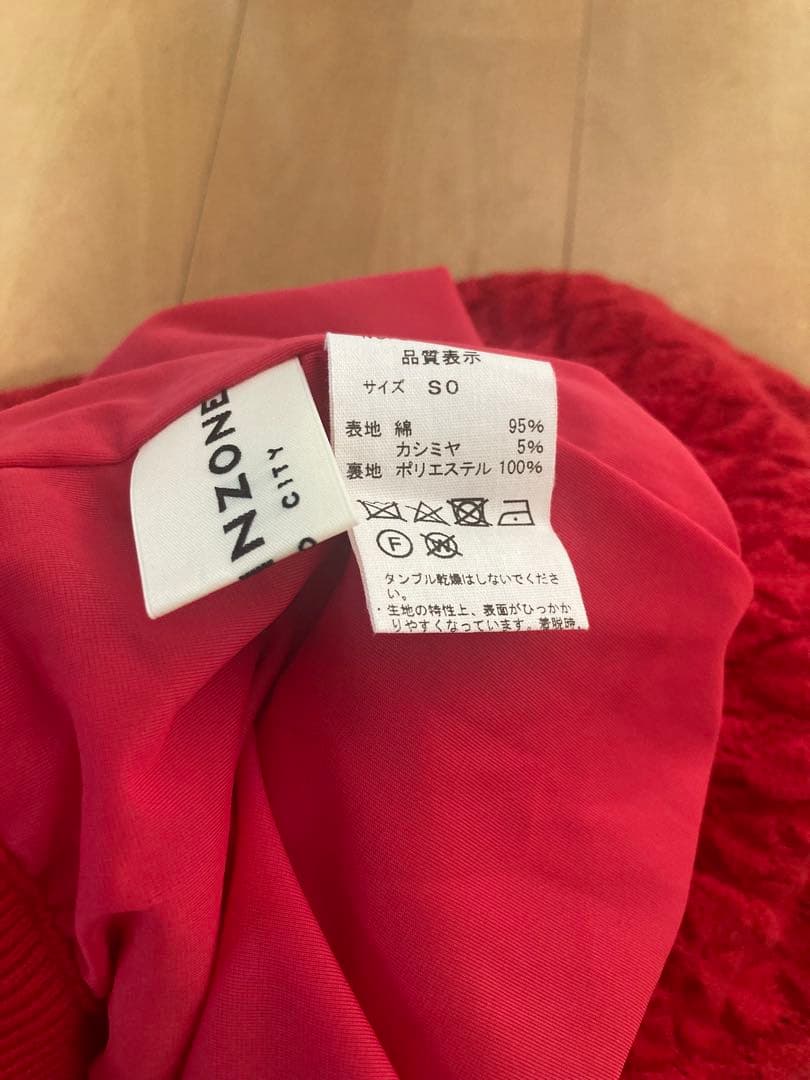 NZONE
CITY
品質表示
サイズ SO
表地 綿 95%
カシミヤ 5%
裏地 ポリエステル 100%
F
W
タンブル乾燥はしないでくださ
い。
・生地の特性上、表面がひっかか
りやすくなっています。着脱時、